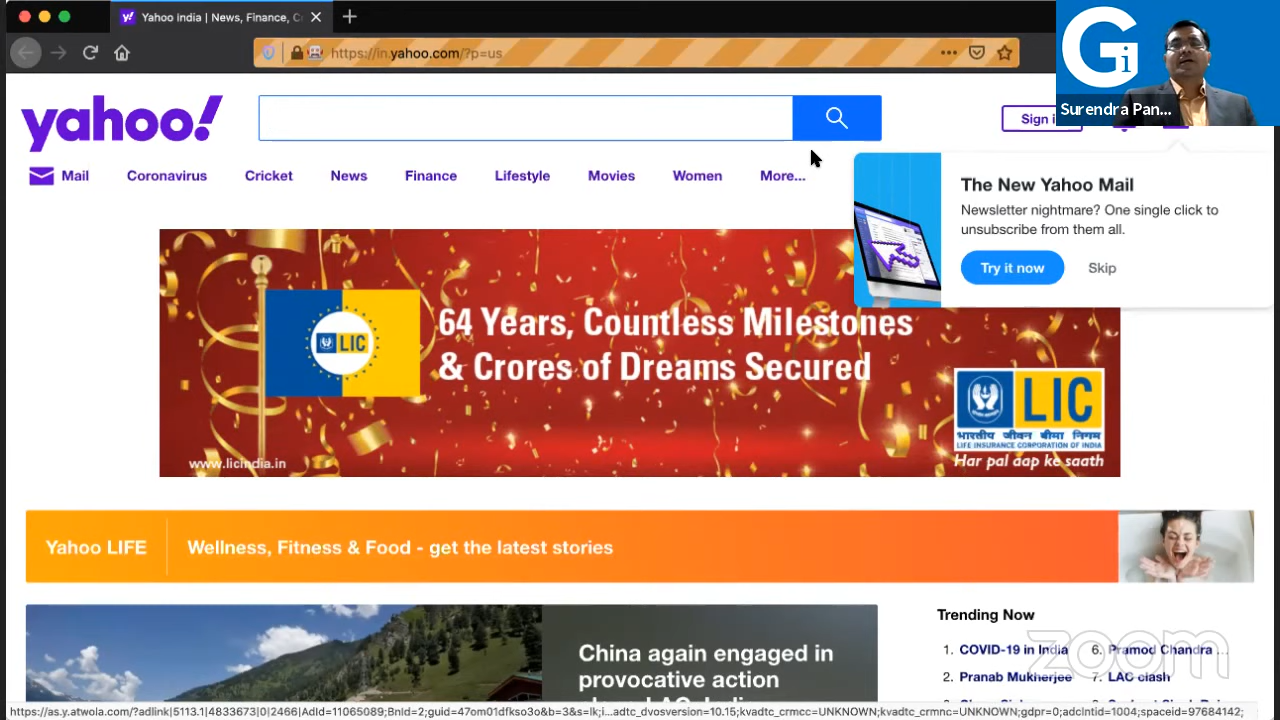 Yahoo India | News, Finance, C
https://in.yahoo.com/?p=us
Gi
Surendra Pan...
yahoo!
Sign i
Mail
Coronavirus
Cricket
News
Finance
Lifestyle
Movies
Women
More...
The New Yahoo Mail
Newsletter nightmare? One single click to
unsubscribe from them all.
Try it now
Skip
64 Years, Countless Milestones
& Crores of Dreams Secured
LIC
www.licindia.in
LIC
भारतीय जीवन बीमा निगम
LIFE INSURANCE CORPORATION OF INDIA
Har pal aap ke saath
Yahoo LIFE
Wellness, Fitness & Food - get the latest stories
China again engaged in
provocative action
Trending Now
1. COVID-19 in India
6. Pramod Chandra ...
2. Pranab Mukherjee
7. LAC clash
zoom
https://as.y.atwola.com/?adlink|5113.1|4833673|0|2466|AdId=11065089;BnId=2;guid=47om01dfkso3o&b=3&s=lk;i...adtc_dvosversion=10.15;kvadtc_crmcc=UNKNOWN;kvadtc_crmnc=UNKNOWN;gdpr=0;adclntid=1004;spaceid=97684142;